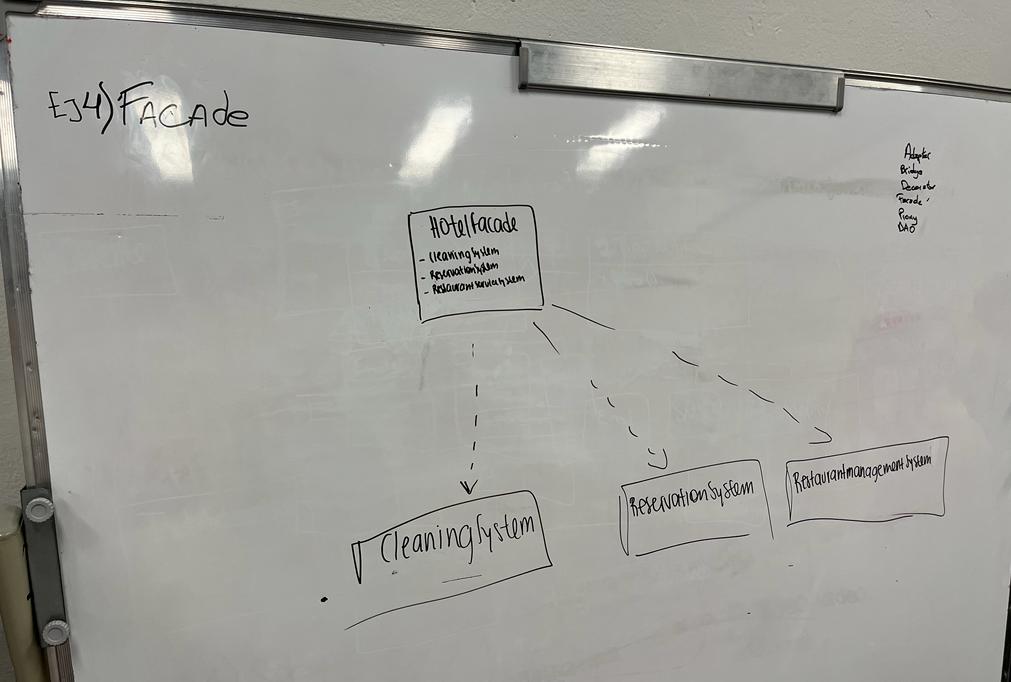 EJ4) FACAde
Adapter
Bridge
Decorator
Facade
Proxy
DAO
HotelFacade
- CleaningSystem
- ReservationSystem
- RestaurantserviceSystem
CleaningSystem
ReservationSystem
RestaurantmanagementSystem